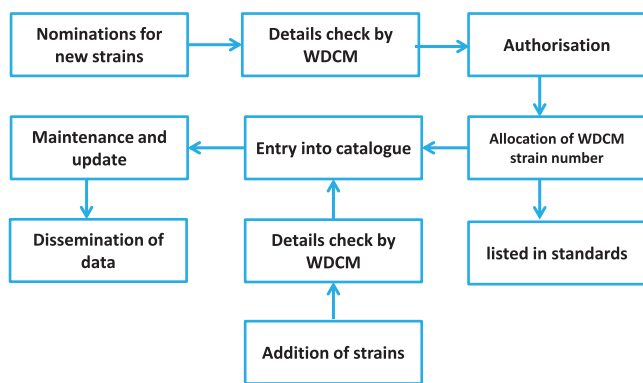 Nominations for
new strains
Details check by
WDCM
Authorisation
Maintenance and
update
Entry into catalogue
Allocation of WDCM
strain number
Dissemination of
data
Details check by
WDCM
listed in standards
Addition of strains